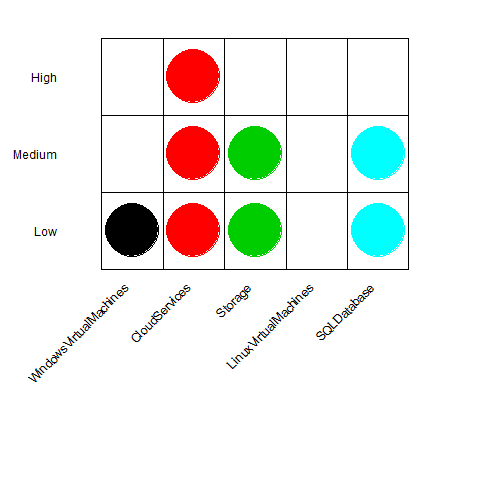 High
Medium
Low
WindowsVirtualMachines
CloudServices
Storage
LinuxVirtualMachines
SQLDatabase